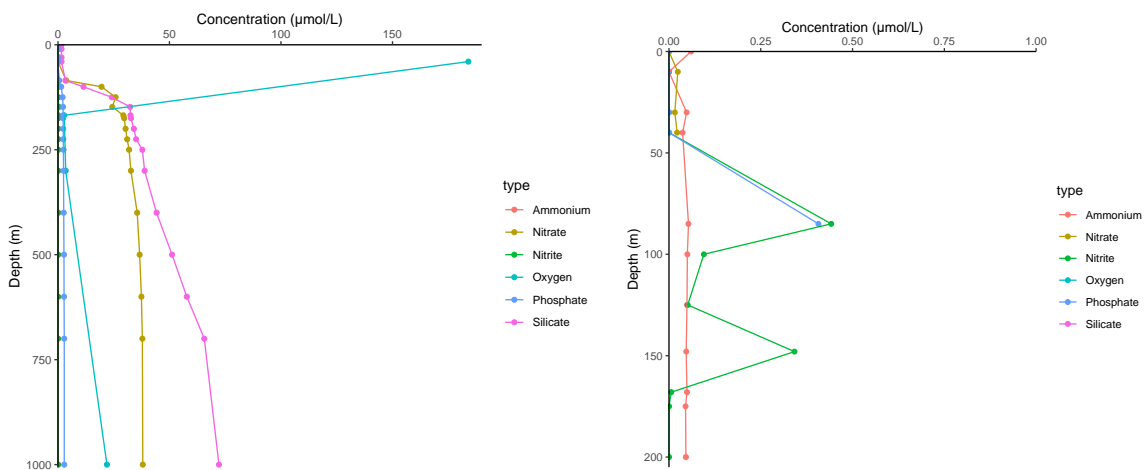 Concentration (µmol/L)
0 50 100 150
0
250
500
750
1000
Depth (m)
type
Ammonium
Nitrate
Nitrite
Oxygen
Phosphate
Silicate
Concentration (µmol/L)
0.00 0.25 0.50 0.75 1.00
0
50
100
150
200
Depth (m)
type
Ammonium
Nitrate
Nitrite
Oxygen
Phosphate
Silicate